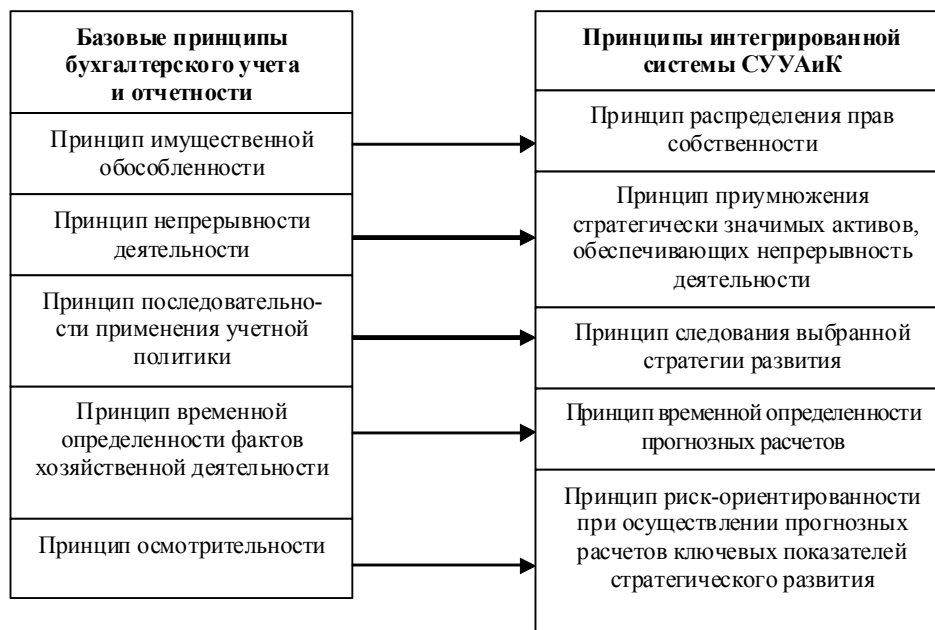 Базовые принципы
бухгалтерского учета
и отчетности
Принцип имущественной
обособленности
Принцип непрерывности
деятельности
Принцип последовательно-
сти применения учетной
политики
Принцип временной
определенности фактов
хозяйственной деятельности
Принцип осмотрительности
Принципы интегрированной
системы СУУАиК
Принцип распределения прав
собственности
Принцип приумножения
стратегически значимых активов,
обеспечивающих непрерывность
деятельности
Принцип следования выбранной
стратегии развития
Принцип временной определенности
прогнозных расчетов
Принцип риск-ориентированности
при осуществлении прогнозных
расчетов ключевых показателей
стратегического развития